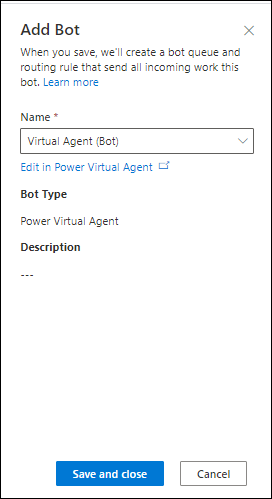 Add Bot
When you save, we'll create a bot queue and
routing rule that send all incoming work this
bot. Learn more
Name *
Virtual Agent (Bot)
Edit in Power Virtual Agent
Bot Type
Power Virtual Agent
Description
---
Save and close
Cancel